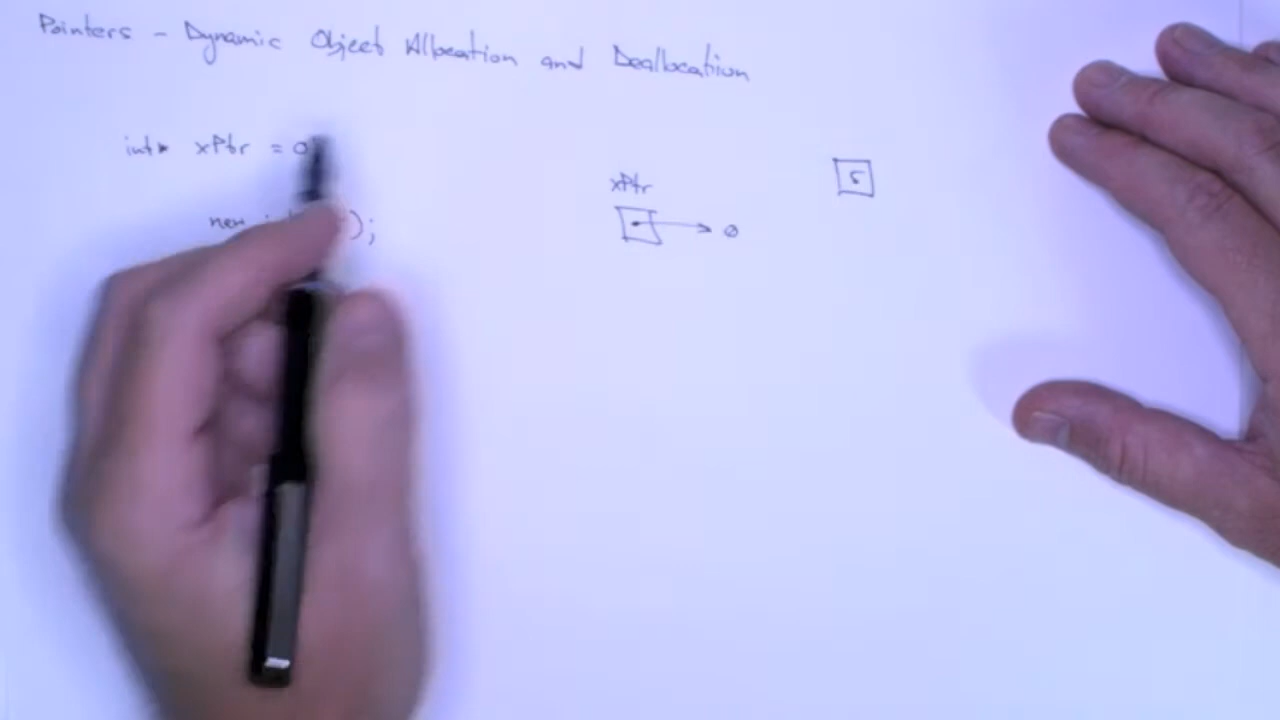 Pointers - Dynamic Object Allocation and Deallocation
int* xPtr = 0
new );
xPtr
5
0